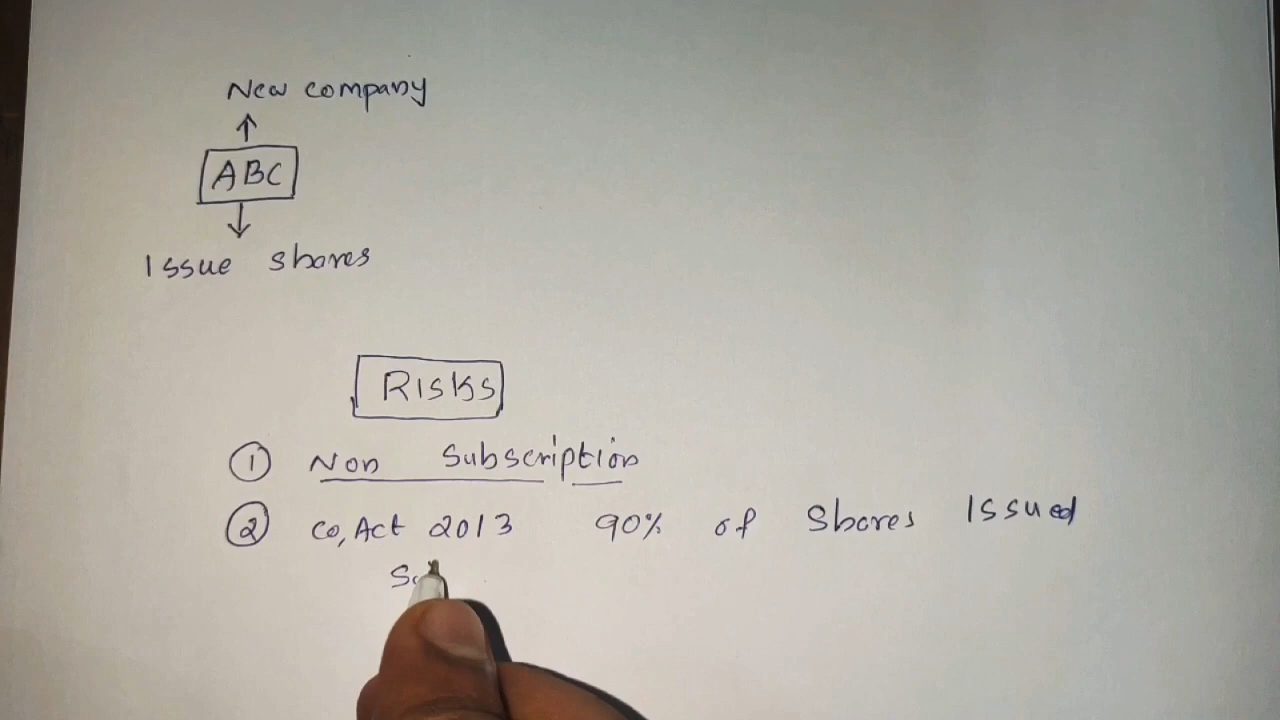 New company
ABC
Issue shares
Risks
① Non Subscription
② Co, Act 2013 90% of Shares Issued